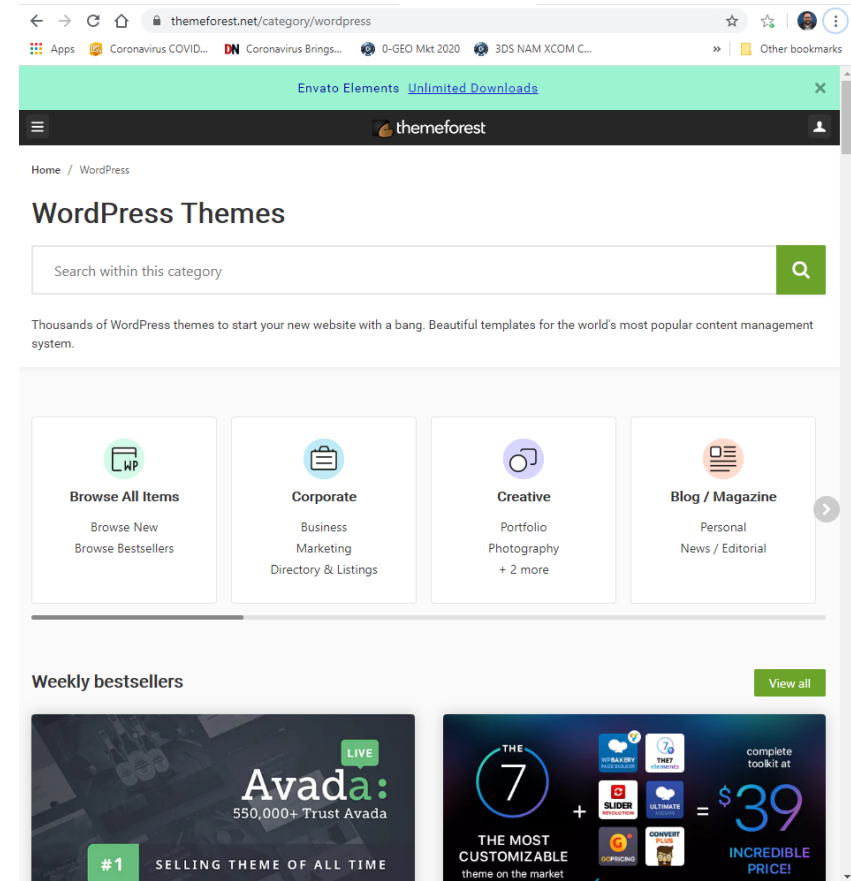 themeforest.net/category/wordpress
Apps Coronavirus COVID... DN Coronavirus Brings... 0-GEO Mkt 2020 3DS NAM XCOM C... » Other bookmarks
Envato Elements Unlimited Downloads
themeforest
Home / WordPress
WordPress Themes
Search within this category
Thousands of WordPress themes to start your new website with a bang. Beautiful templates for the world's most popular content management
system.
WP
Browse All Items
Browse New
Browse Bestsellers
Corporate
Business
Marketing
Directory & Listings
Creative
Portfolio
Photography
+ 2 more
Blog / Magazine
Personal
News / Editorial
Weekly bestsellers
View all
LIVE
Avada:
550,000+ Trust Avada
#1 SELLING THEME OF ALL TIME
THE
7
THE MOST
CUSTOMIZABLE
theme on the market
+
WPBAKERY
PAGE BUILDER
THE7
elements
SLIDER
REVOLUTION
ULTIMATE
ADDONS
GOPRICING
CONVERT
PLUS
=
complete
toolkit at
$39
INCREDIBLE
PRICE!